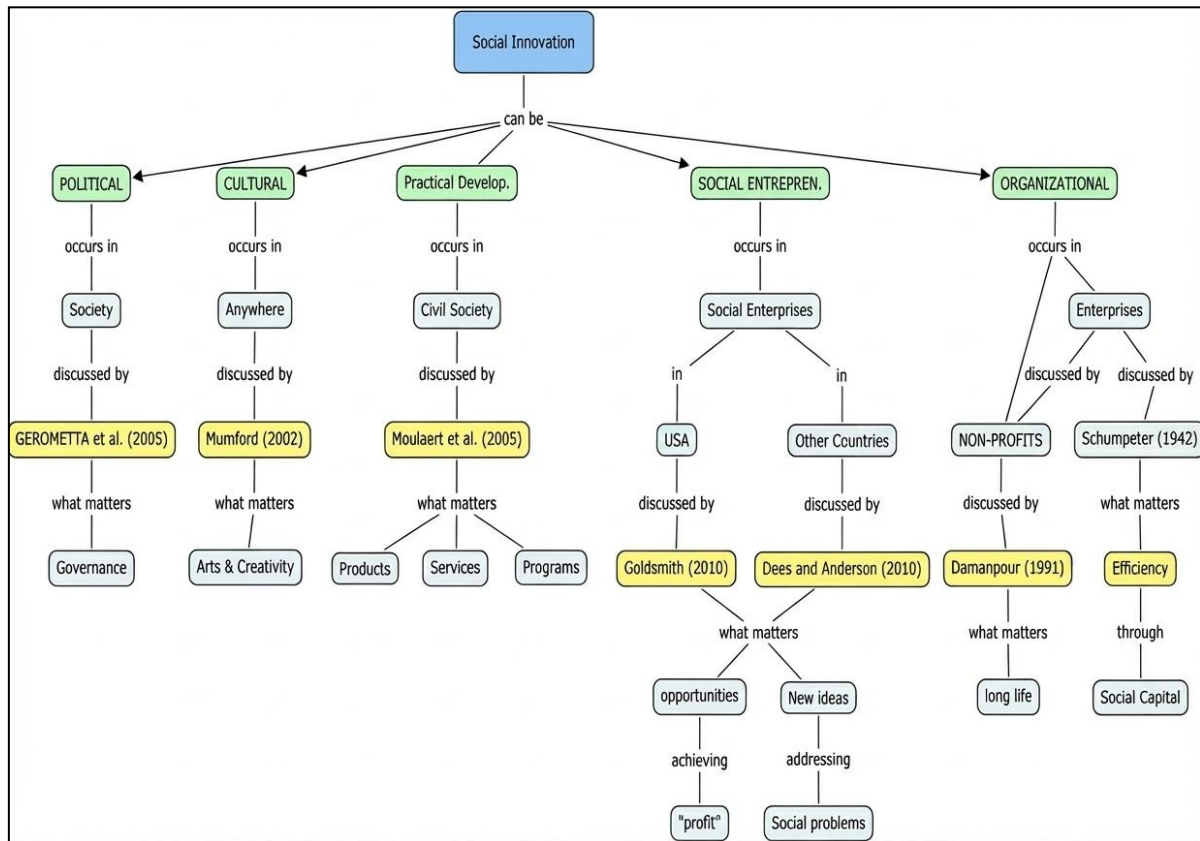 Social Innovation
can be
POLITICAL
CULTURAL
Practical Develop.
SOCIAL ENTREPREN.
ORGANIZATIONAL
occurs in
occurs in
occurs in
occurs in
occurs in
Society
Anywhere
Civil Society
Social Enterprises
Enterprises
discussed by
discussed by
discussed by
in
in
discussed by
discussed by
GEROMETTA et al. (2005)
Mumford (2002)
Moulaert et al. (2005)
USA
Other Countries
NON-PROFITS
Schumpeter (1942)
what matters
what matters
what matters
discussed by
discussed by
discussed by
what matters
Governance
Arts & Creativity
Products
Services
Programs
Goldsmith (2010)
Dees and Anderson (2010)
Damanpour (1991)
Efficiency
what matters
what matters
through
opportunities
New ideas
long life
Social Capital
achieving
addressing
"profit"
Social problems